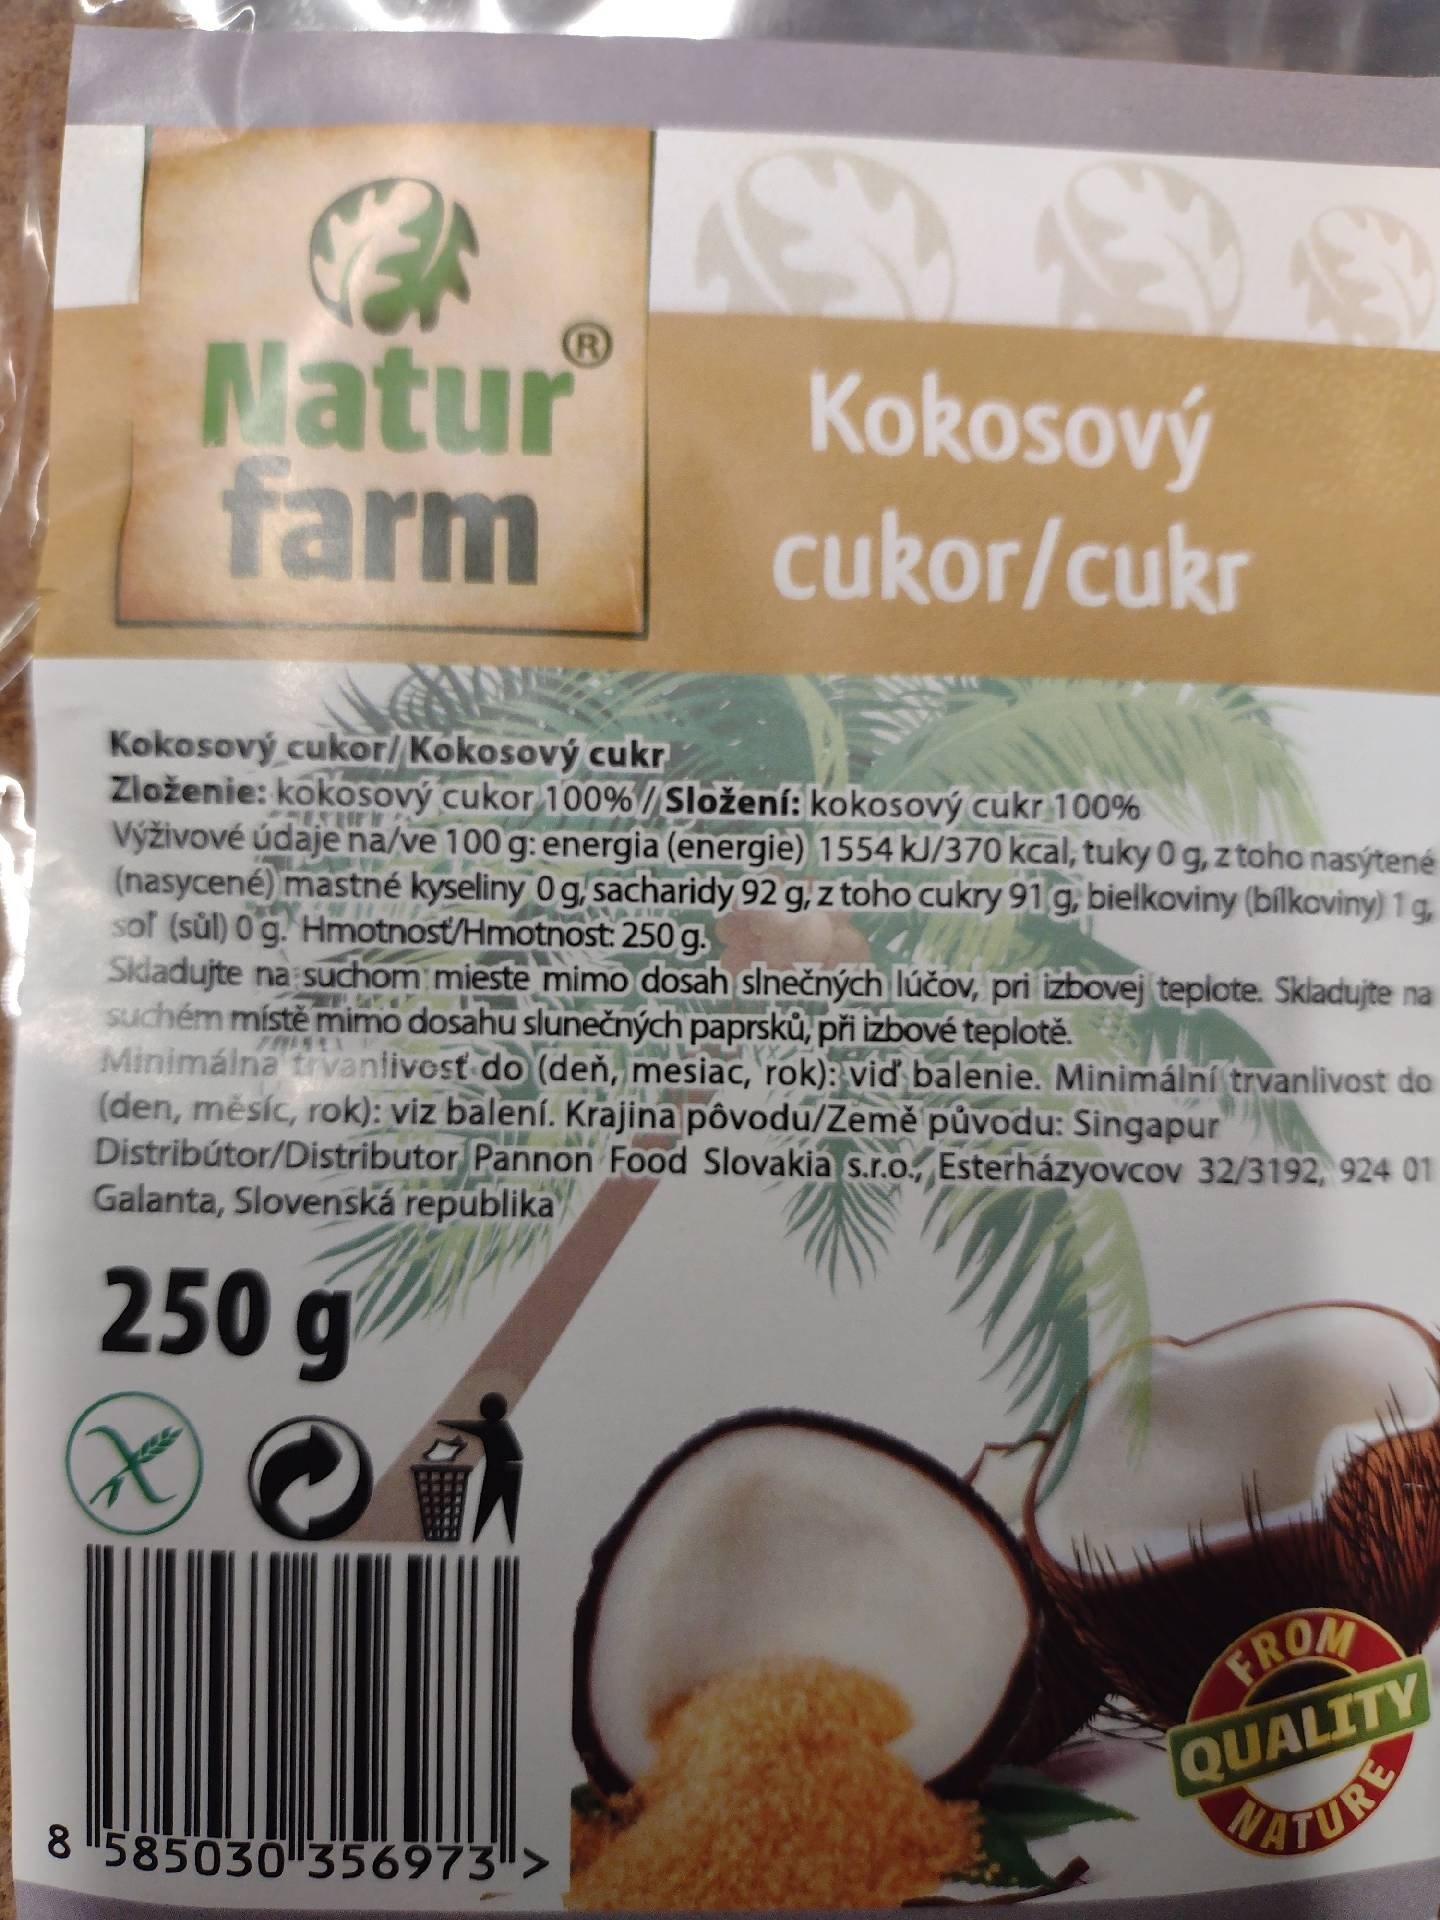 Natur®
farm
Kokosový
cukor/cukr
Kokosový cukor/ Kokosový cukr
Zloženie: kokosový cukor 100% // Složení: kokosový cukr 100%
Výživové údaje na/ve 100 g: energia (energie) 1554 kJ/370 kcal, tuky 0 g, z toho nasýtené
(nasycené) mastné kyseliny 0 g, sacharidy 92 g, z toho cukry 91 g, bielkoviny (bílkoviny) 1 g,
soľ (sůl) 0 g. Hmotnosť/Hmotnost: 250 g.
Skladujte na suchom mieste mimo dosah slnečných lúčov, pri izbovej teplote. Skladujte na
suchém místě mimo dosahu slunečných paprsků, při izbové teplotě.
Minimálna trvanlivosť do (deň, mesiac, rok): viď balenie. Minimální trvanlivost do
(den, měsíc, rok): viz balení. Krajina pôvodu/Země původu: Singapur
Distribútor/Distributor Pannon Food Slovakia s.r.o., Esterházyovcov 32/3192, 924 01
Galanta, Slovenská republika
250 g
FROM
QUALITY
NATURE
8 585030 356973 >